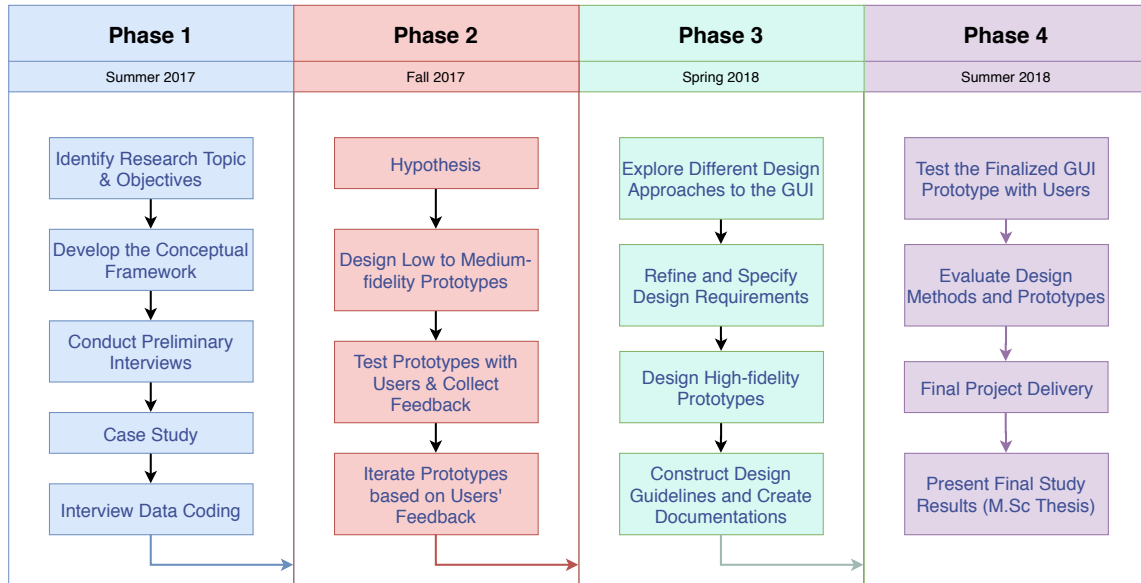 Phase 1
Summer 2017
Identify Research Topic
& Objectives
Develop the Conceptual
Framework
Conduct Preliminary
Interviews
Case Study
Interview Data Coding
Phase 2
Fall 2017
Hypothesis
Design Low to Medium-
fidelity Prototypes
Test Prototypes with
Users & Collect
Feedback
Iterate Prototypes
based on Users'
Feedback
Phase 3
Spring 2018
Explore Different Design
Approaches to the GUI
Refine and Specify
Design Requirements
Design High-fidelity
Prototypes
Construct Design
Guidelines and Create
Documentations
Phase 4
Summer 2018
Test the Finalized GUI
Prototype with Users
Evaluate Design
Methods and Prototypes
Final Project Delivery
Present Final Study
Results (M.Sc Thesis)